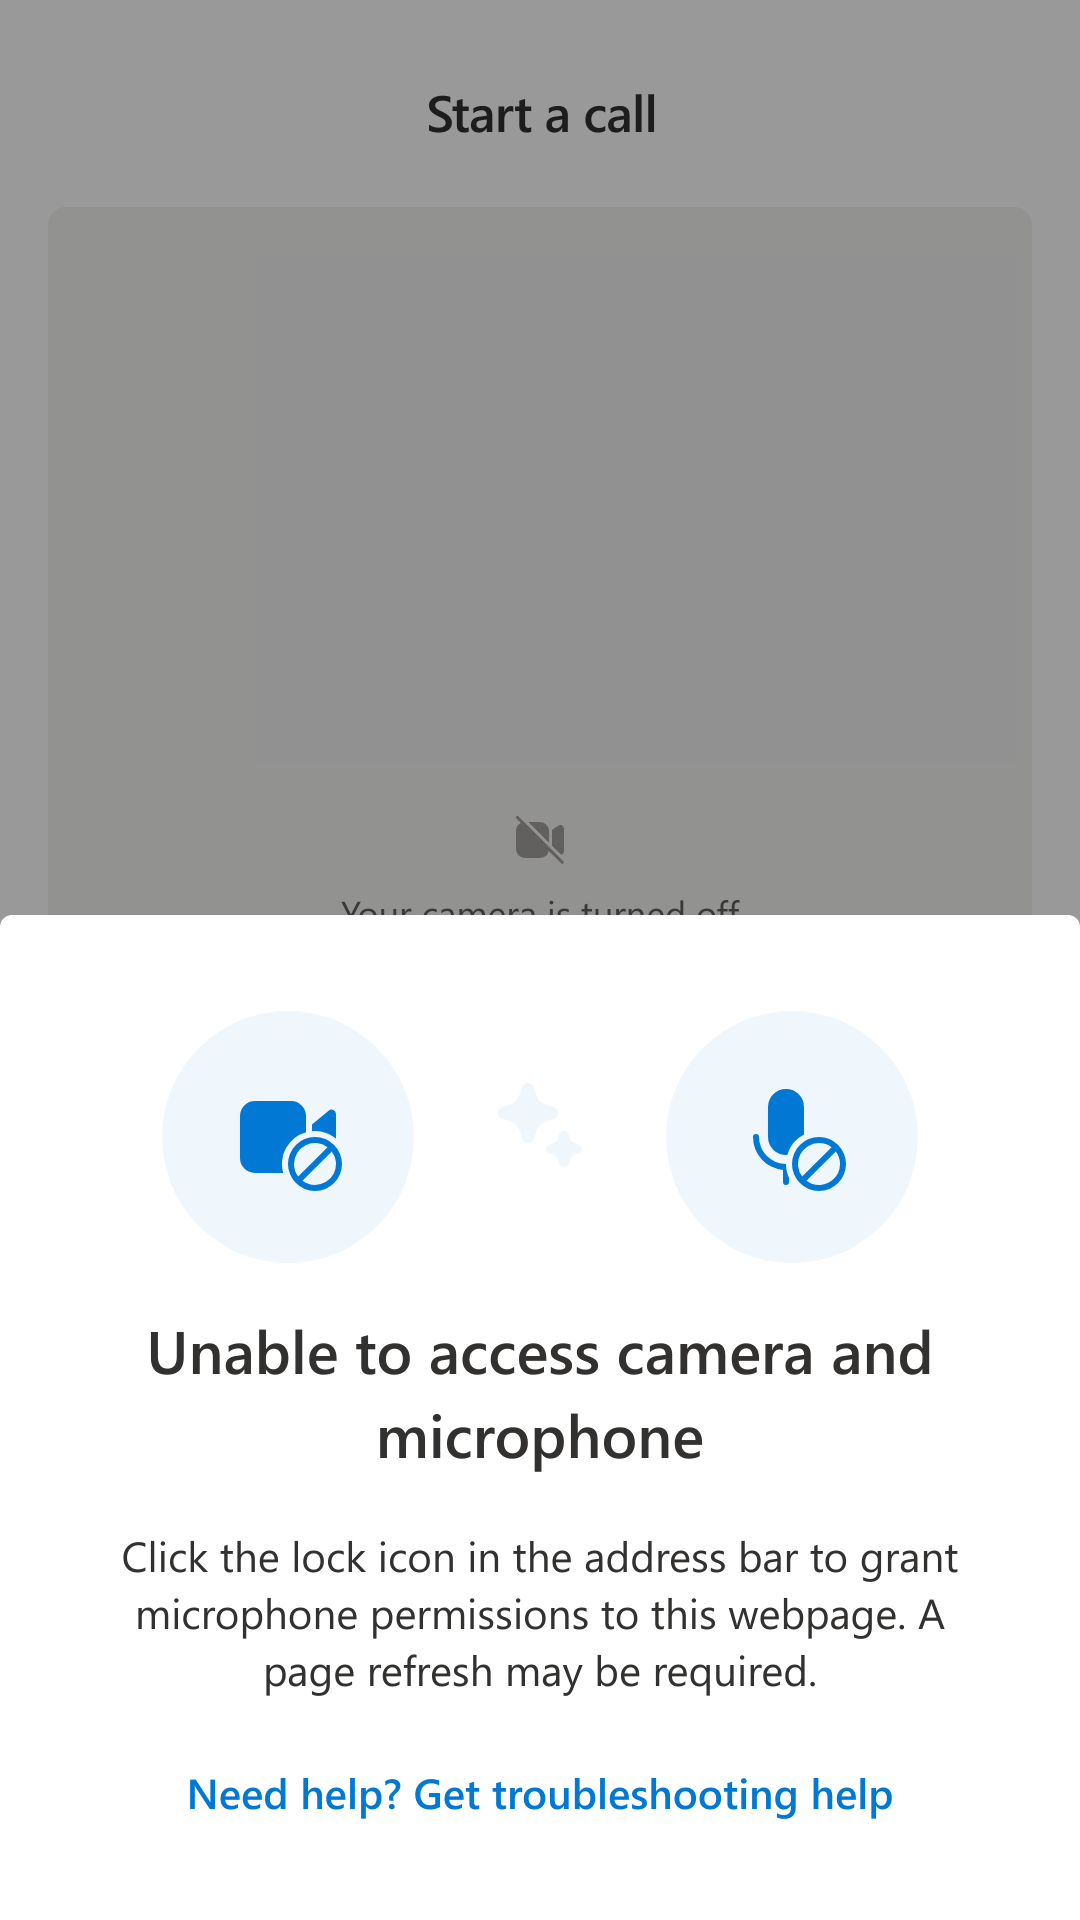 Start a call
Your camera is turned off
Unable to access camera and
microphone
Click the lock icon in the address bar to grant
microphone permissions to this webpage. A
page refresh may be required.
Need help? Get troubleshooting help